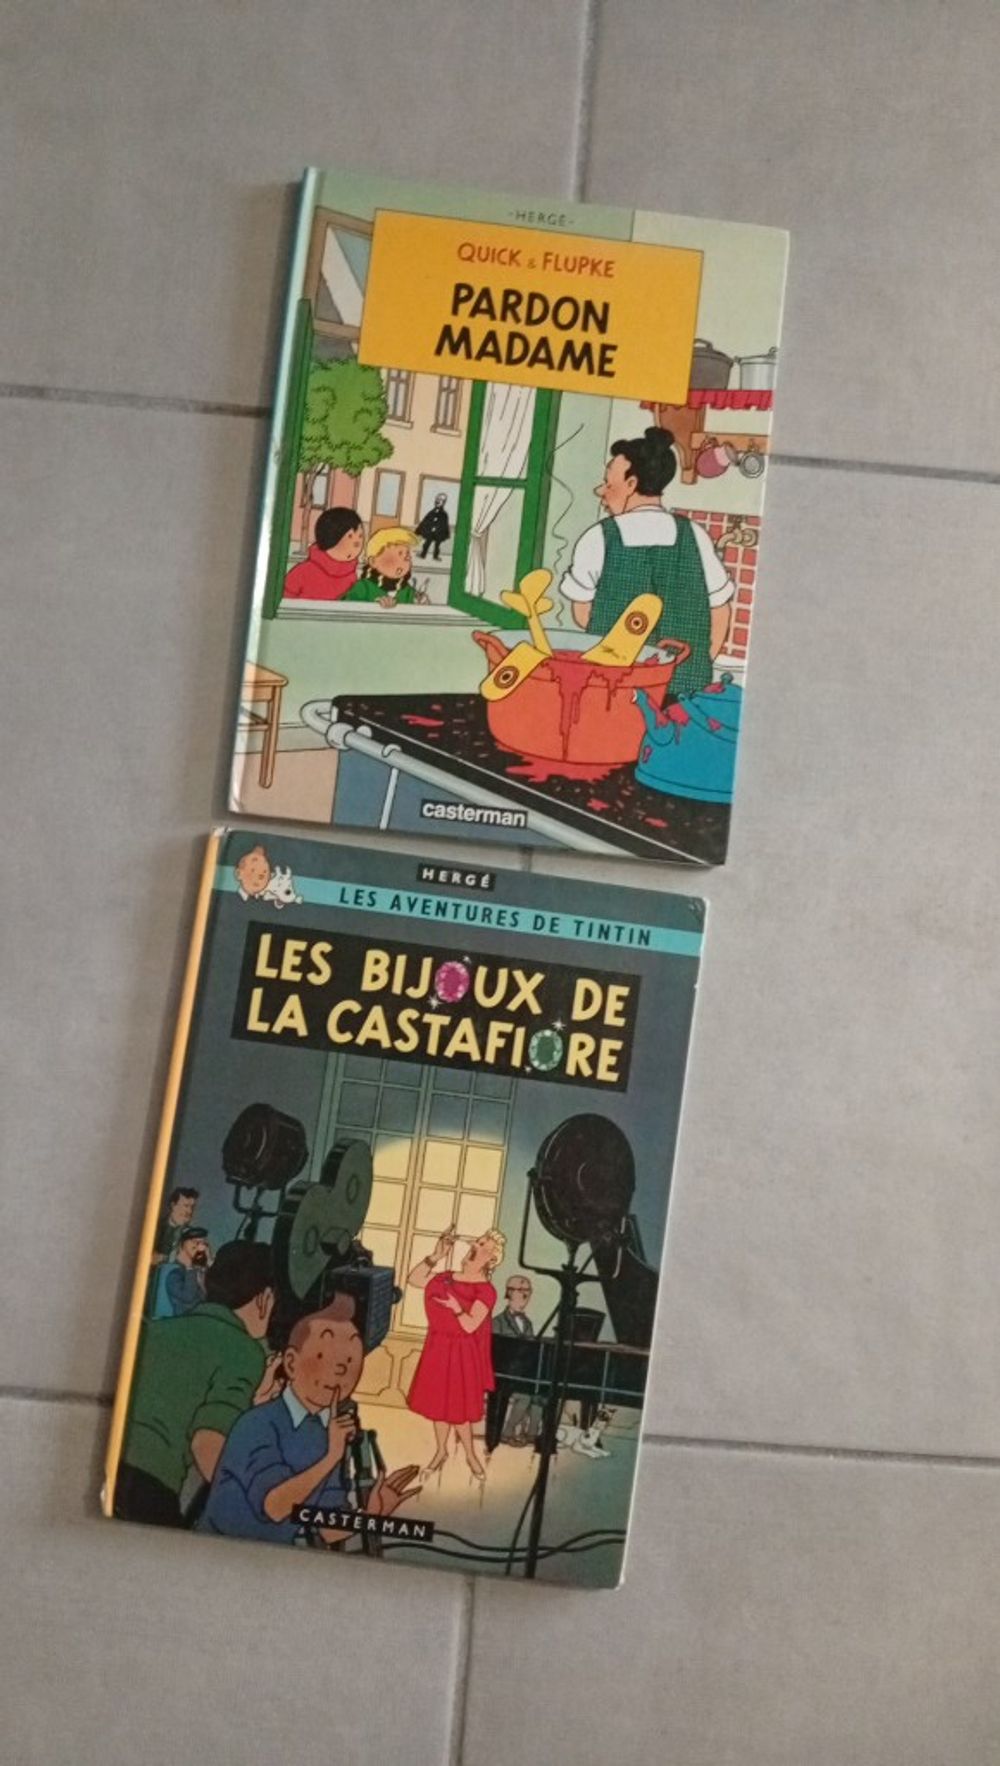 -HERGÉ-
QUICK & FLUPKE
PARDON
MADAME
casterman
HERGÉ
LES AVENTURES DE TINTIN
LES BIJOUX DE
LA CASTAFIORE
CASTERMAN